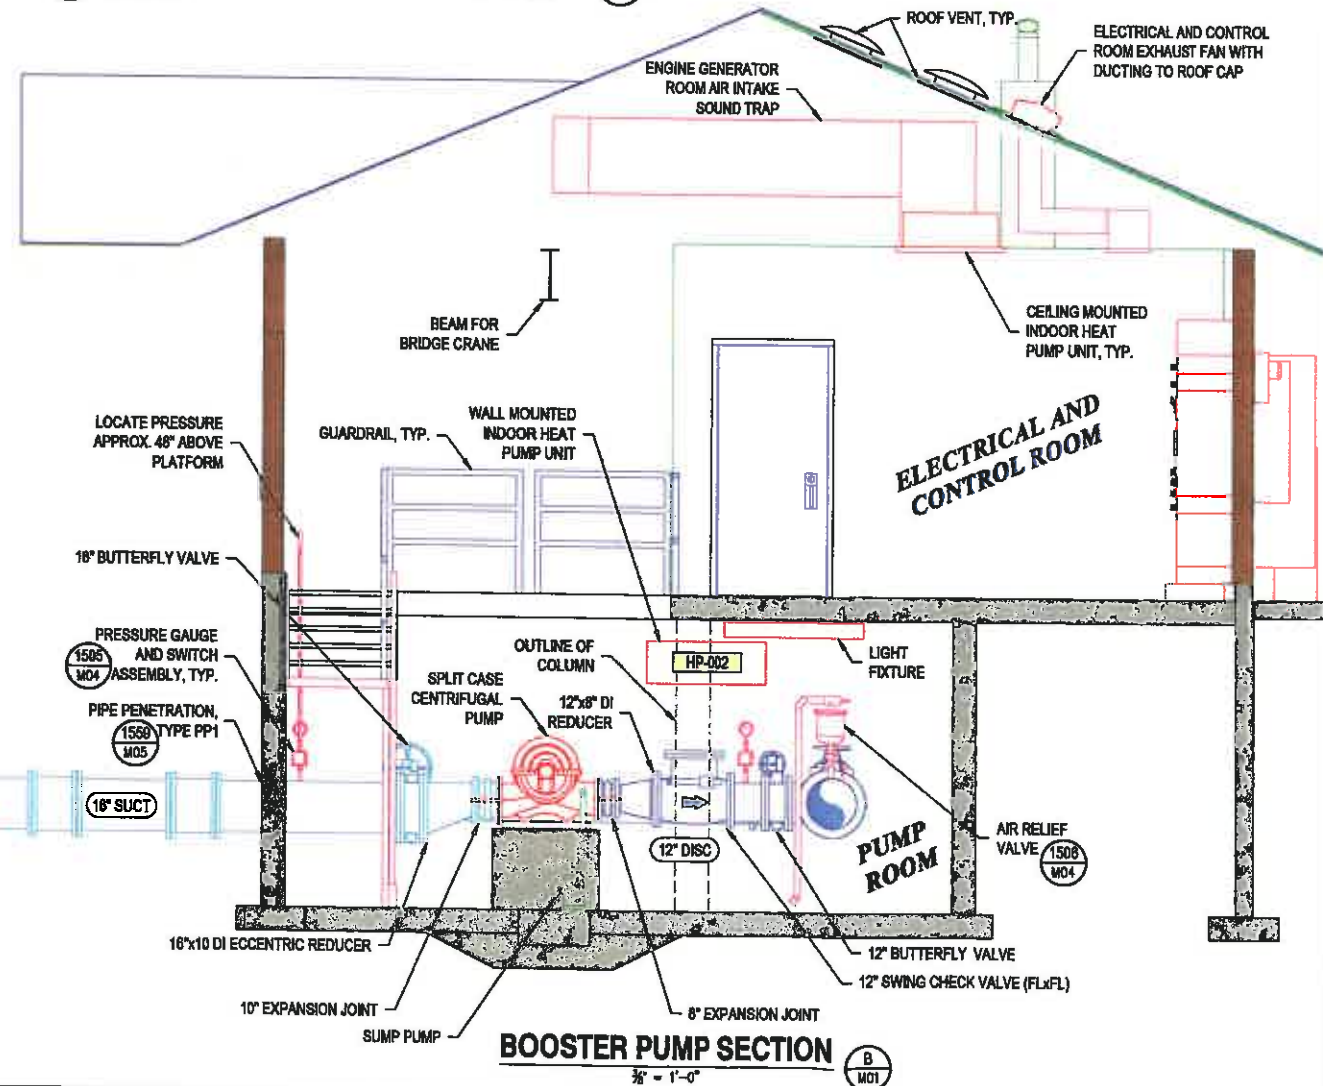 ROOF VENT, TYP.
ELECTRICAL AND CONTROL
ROOM EXHAUST FAN WITH
DUCTING TO ROOF CAP
ENGINE GENERATOR
ROOM AIR INTAKE
SOUND TRAP
BEAM FOR
BRIDGE CRANE
CEILING MOUNTED
INDOOR HEAT
PUMP UNIT, TYP.
LOCATE PRESSURE
APPROX. 48" ABOVE
PLATFORM
GUARDRAIL, TYP.
WALL MOUNTED
INDOOR HEAT
PUMP UNIT
ELECTRICAL AND
CONTROL ROOM
16" BUTTERFLY VALVE
PRESSURE GAUGE
AND SWITCH
ASSEMBLY, TYP.
1505
M04
OUTLINE OF
COLUMN
HP-002
LIGHT
FIXTURE
SPLIT CASE
CENTRIFUGAL
PUMP
12"x8" DI
REDUCER
PIPE PENETRATION,
TYPE PP1
1559
M05
16" SUCT
12" DISC
PUMP
ROOM
AIR RELIEF
VALVE
1506
M04
16"x10 DI ECCENTRIC REDUCER
12" BUTTERFLY VALVE
12" SWING CHECK VALVE (FLxFL)
10" EXPANSION JOINT
8" EXPANSION JOINT
SUMP PUMP
BOOSTER PUMP SECTION
B
M01
⅜" = 1'-0"